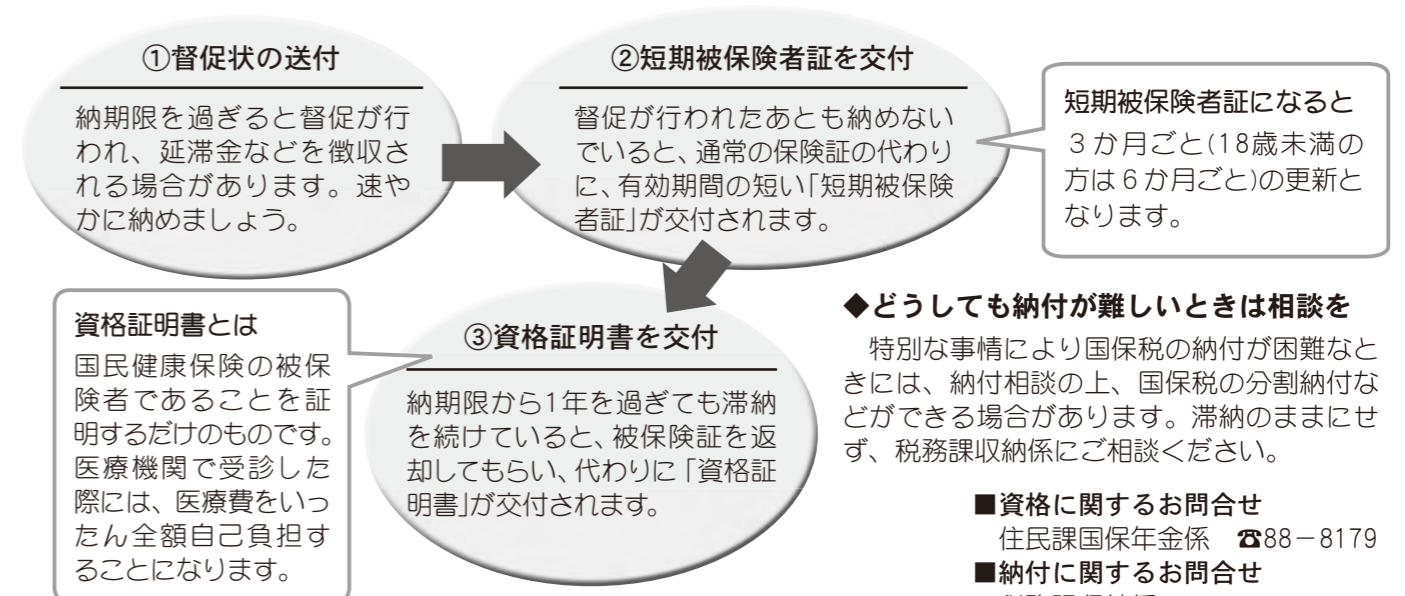 ①督促状の送付
納期限を過ぎると督促が行
われ、延滞金などを徴収さ
れる場合があります。速や
かに納めましょう。
②短期被保険者証を交付
督促が行われたあとも納めない
でいると、通常の保険証の代わり
に、有効期間の短い「短期被保険
者証」が交付されます。
短期被保険者証になると
3か月ごと(18歳未満の
方は6か月ごと)の更新と
なります。
③資格証明書を交付
納期限から1年を過ぎても滞納
を続けていると、被保険証を返
却してもらい、代わりに「資格証
明書」が交付されます。
資格証明書とは
国民健康保険の被保
険者であることを証
明するだけのものです。
医療機関で受診した
際には、医療費をいっ
たん全額自己負担す
ることになります。
◆どうしても納付が難しいときは相談を
特別な事情により国保税の納付が困難なと
きには、納付相談の上、国保税の分割納付な
どができる場合があります。滞納のままにせ
ず、税務課収納係にご相談ください。
■資格に関するお問合せ
住民課国保年金係 ☎88－8179
■納付に関するお問合せ